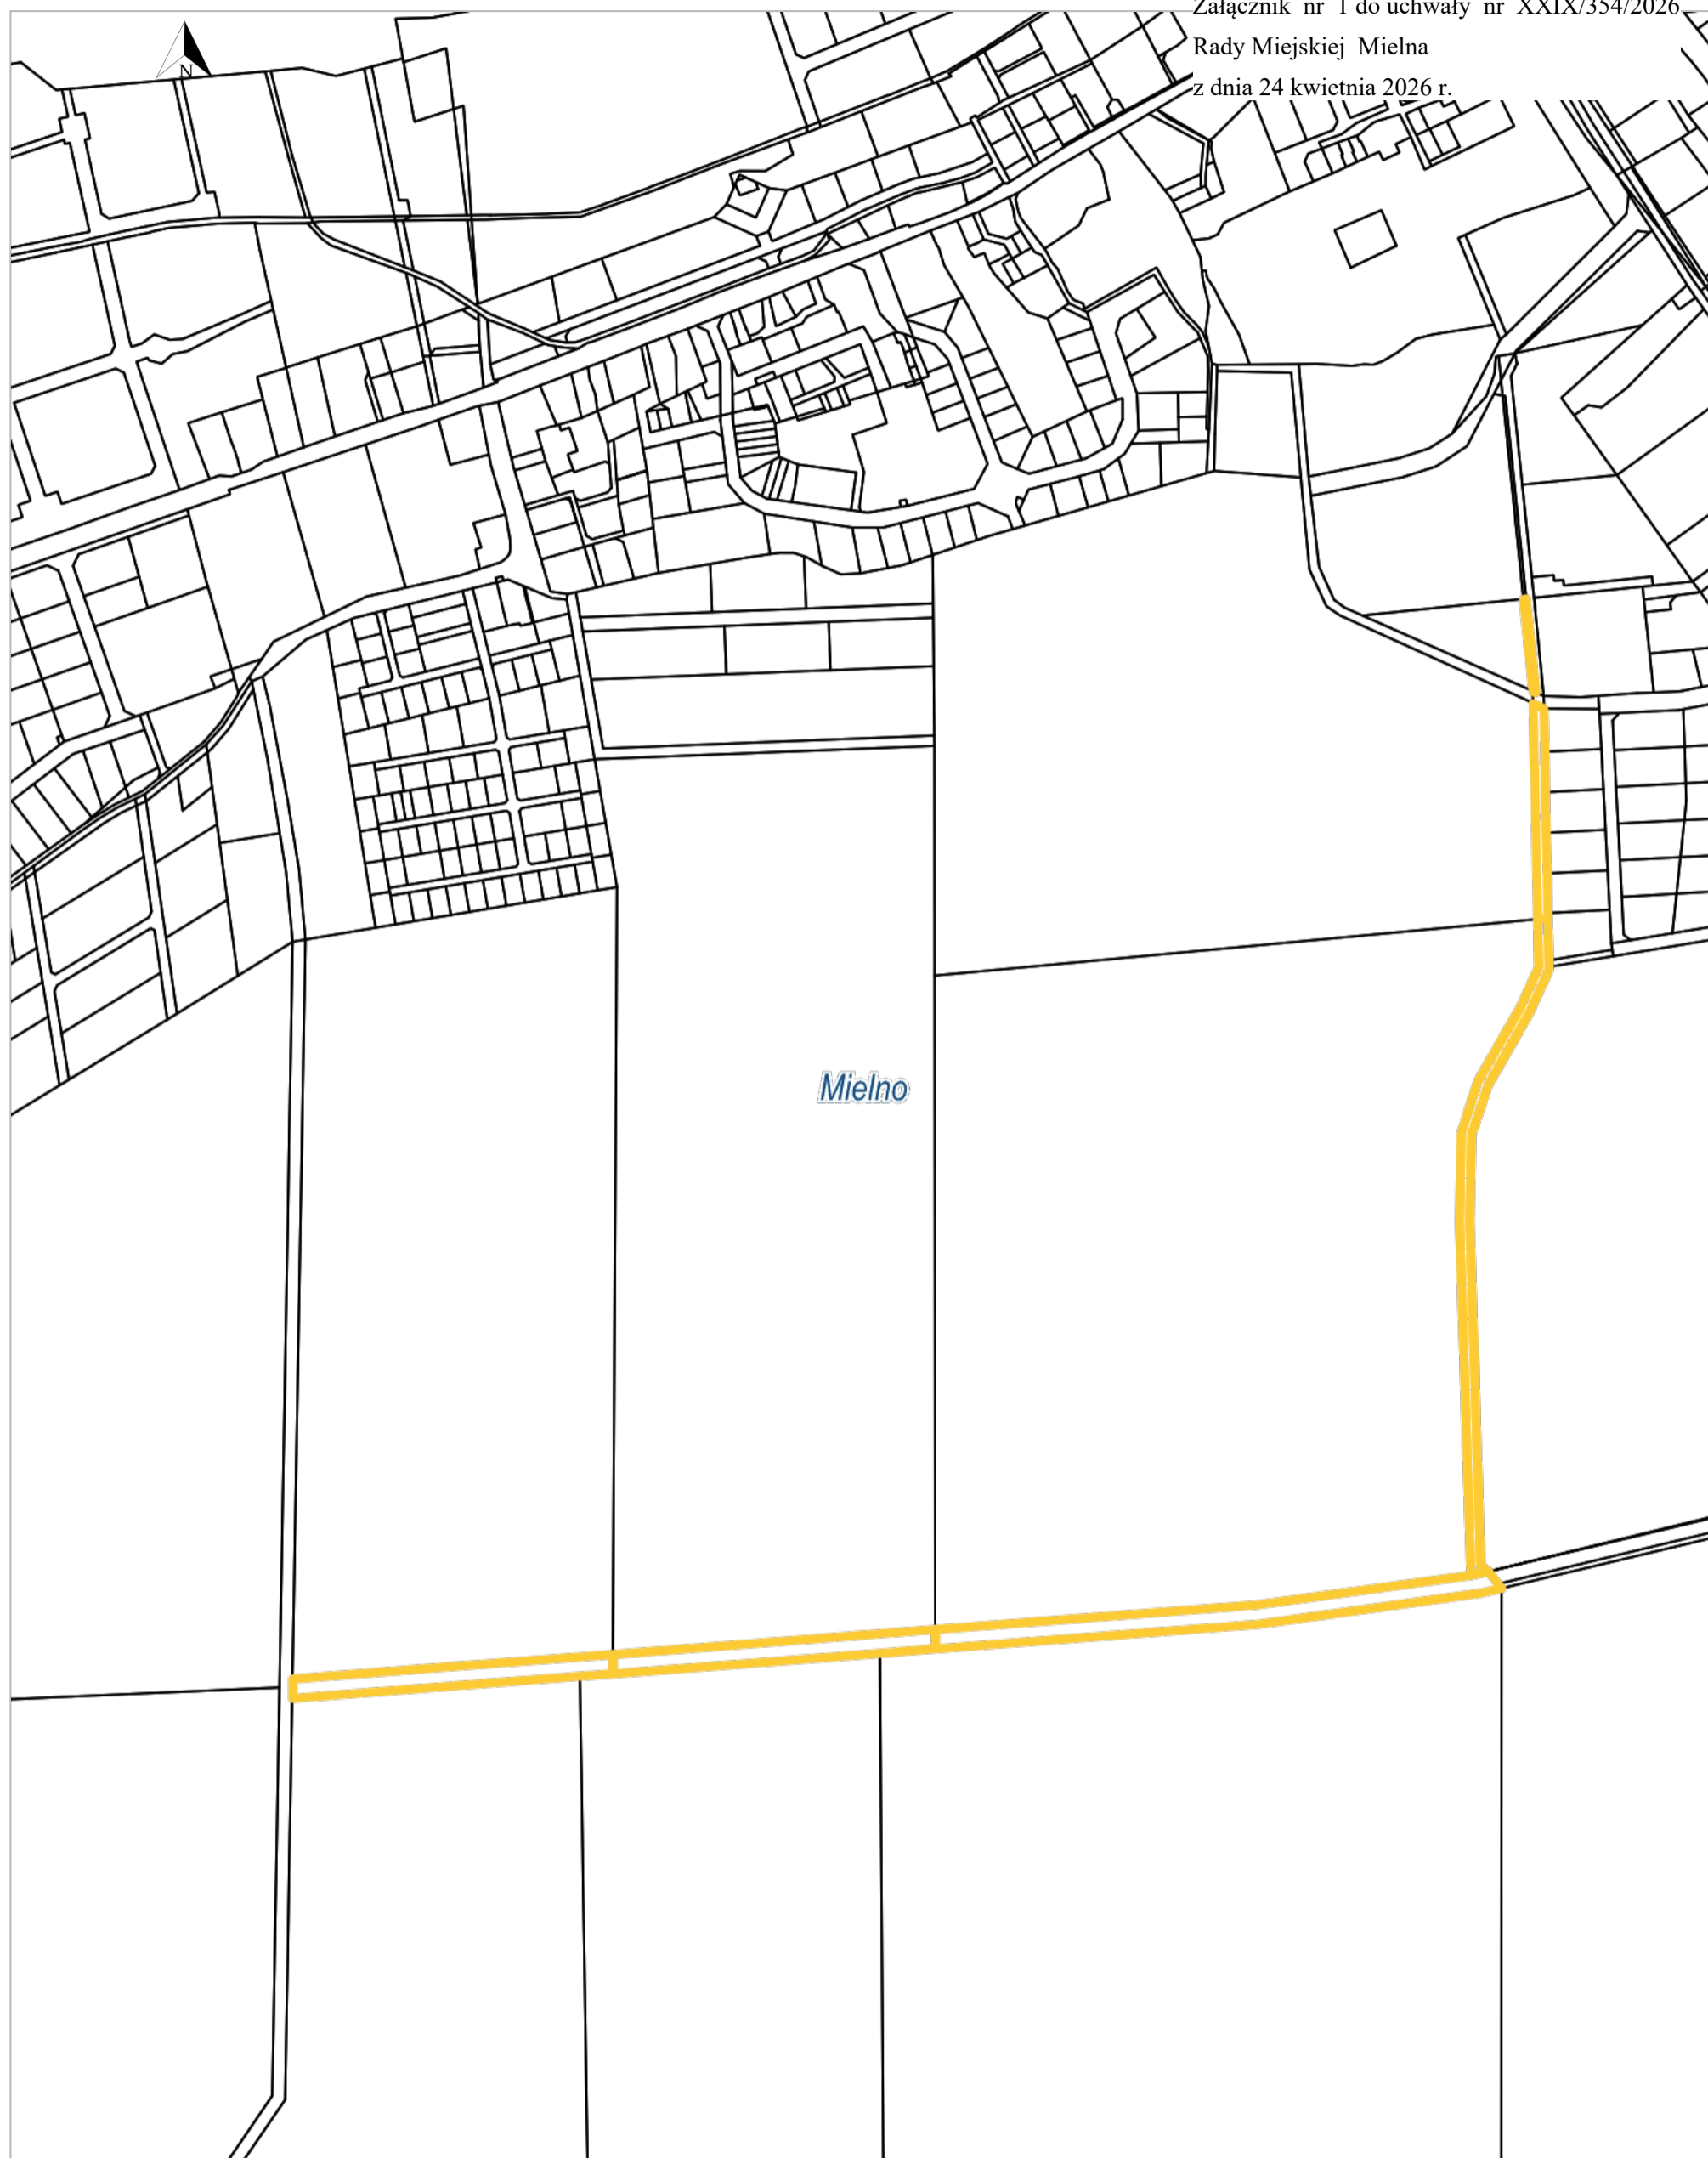 Załącznik nr 1 do uchwały nr XXIX/354/2026
Rady Miejskiej Mielna
z dnia 24 kwietnia 2026 r.
N
Mielno